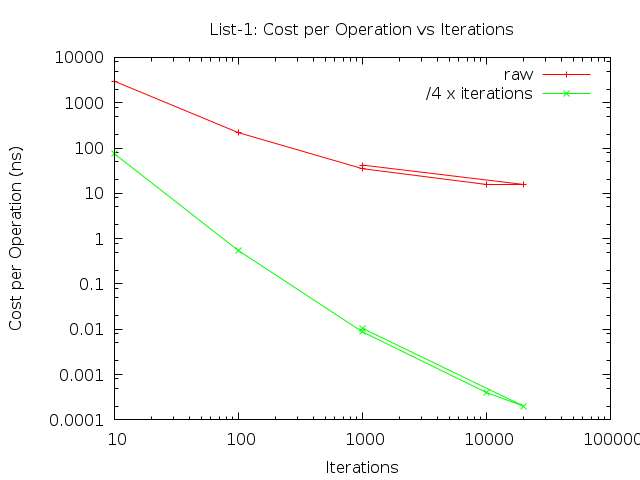 List-1: Cost per Operation vs Iterations
10000
1000
100
10
1
0.1
0.01
0.001
0.0001
Cost per Operation (ns)
raw
/4 x iterations
10 100 1000 10000 100000
Iterations